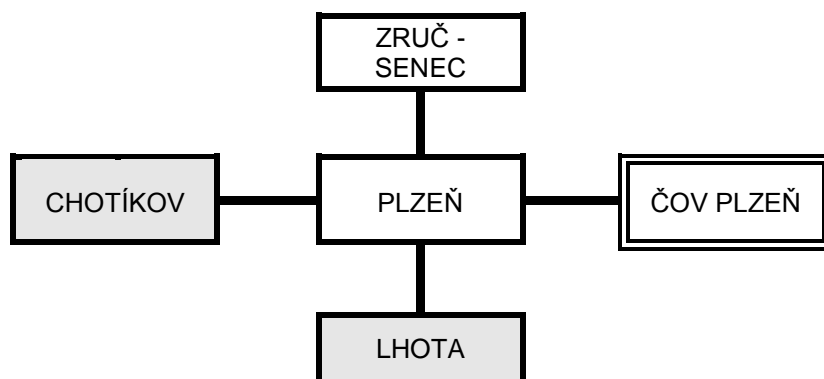 ZRUČ -
SENEC
CHOTÍKOV
PLZEŇ
ČOV PLZEŇ
LHOTA